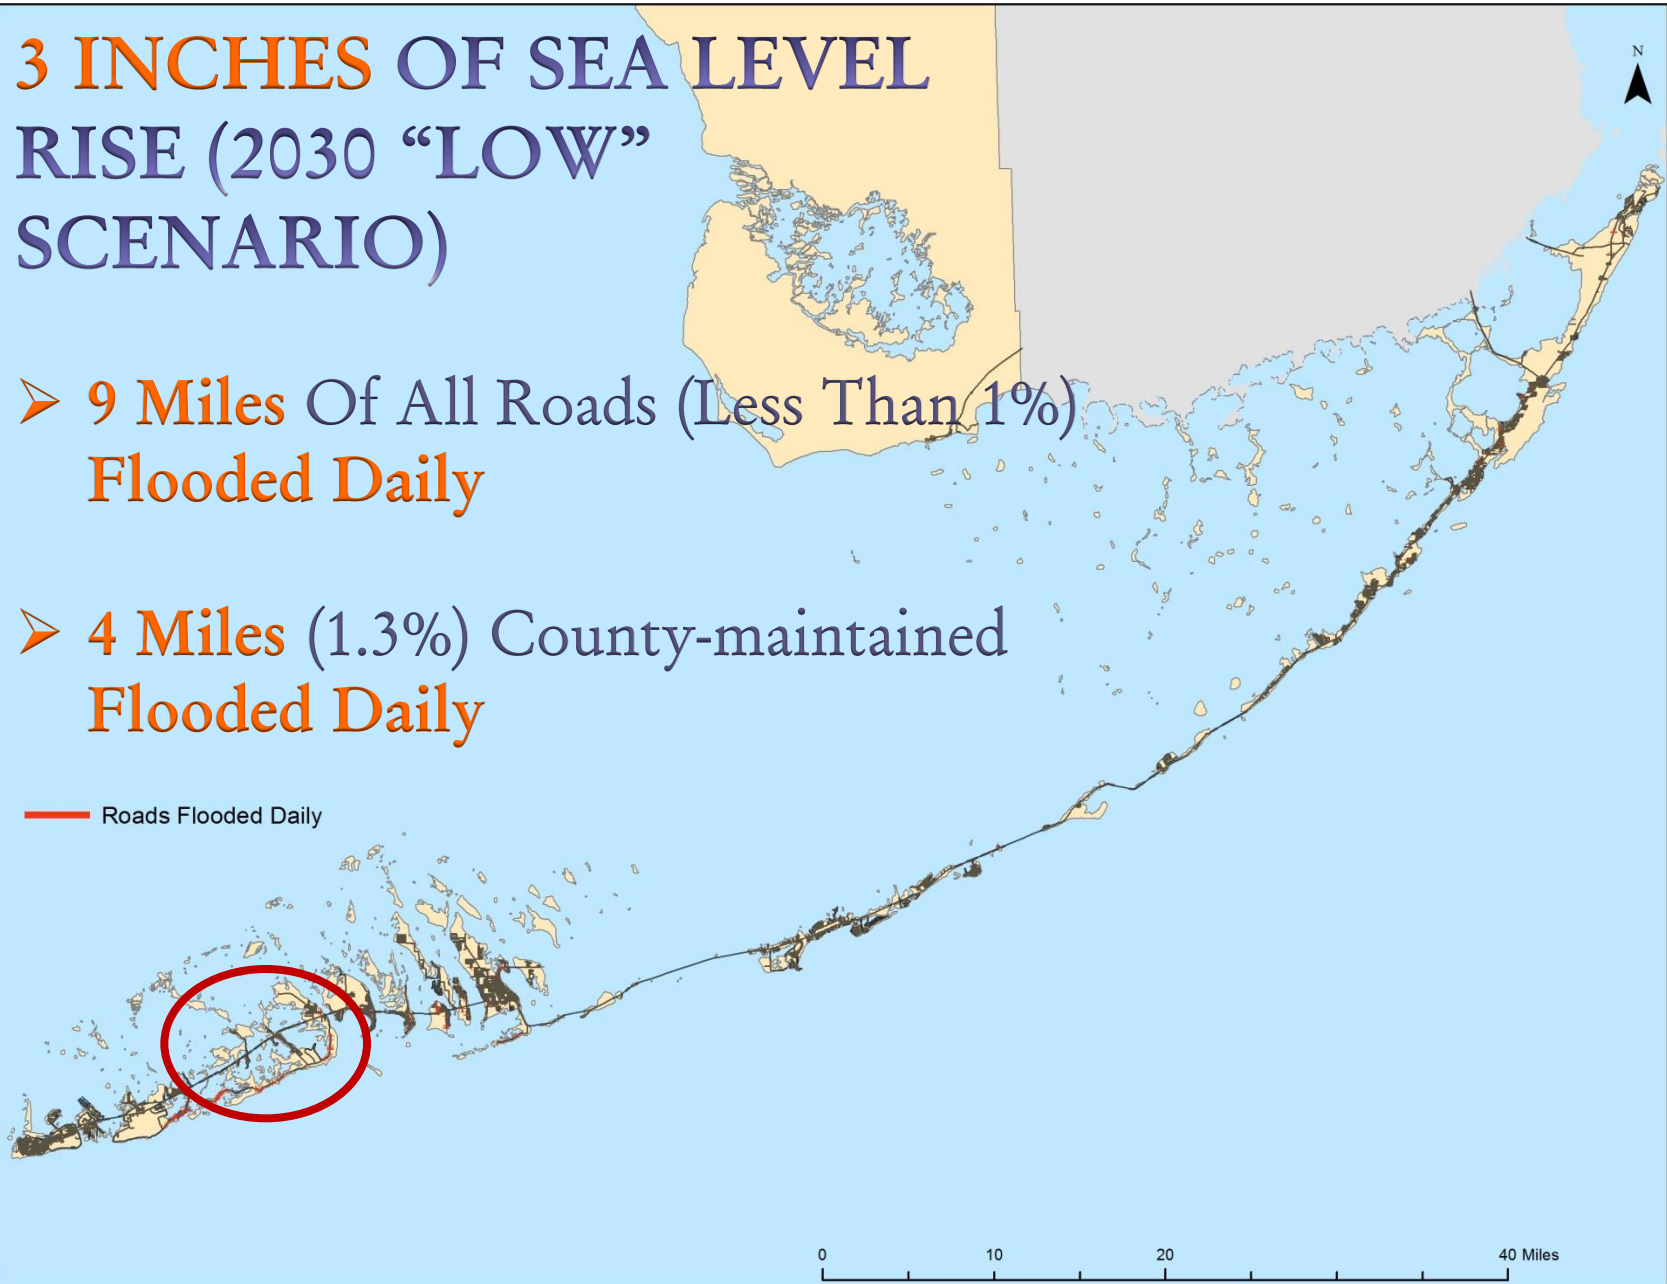 3 INCHES OF SEA LEVEL
RISE (2030 “LOW”
SCENARIO)
N
➢ 9 Miles Of All Roads (Less Than 1%)
Flooded Daily
➢ 4 Miles (1.3%) County-maintained
Flooded Daily
Roads Flooded Daily
0 10 20 40 Miles